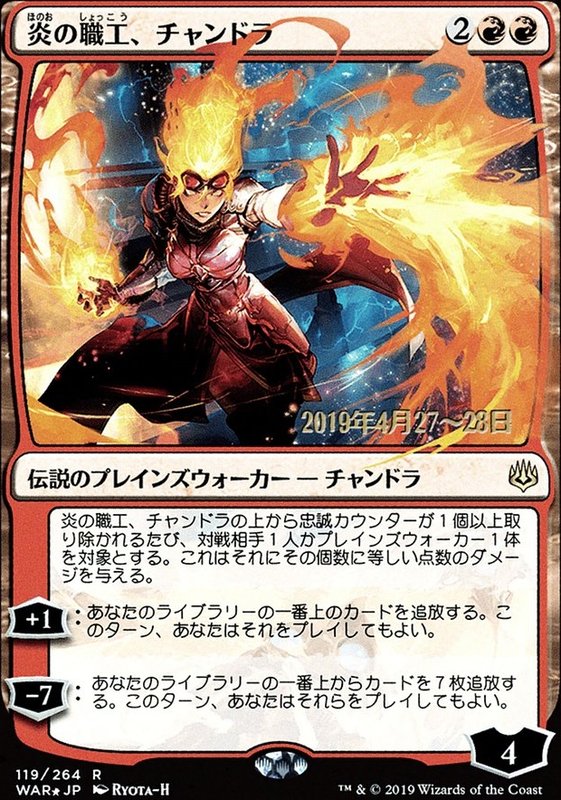 ほのお しょっこう
炎の職工、チャンドラ 2
2019年4月27~28日
伝説のプレインズウォーカー — チャンドラ
炎の職工、チャンドラの上から忠誠カウンターが1個以上取
り除かれるたび、対戦相手1人かプレインズウォーカー1体
を対象とする。これはそれにその個数に等しい点数のダメー
ジを与える。
+1 : あなたのライブラリーの一番上のカードを追放する。こ
のターン、あなたはそれをプレイしてもよい。
-7 : あなたのライブラリーの一番上からカードを7枚追放す
る。このターン、あなたはそれらをプレイしてもよい。
4
119/264 R
WAR★JP RYOTA-H
™ & © 2019 Wizards of the Coast